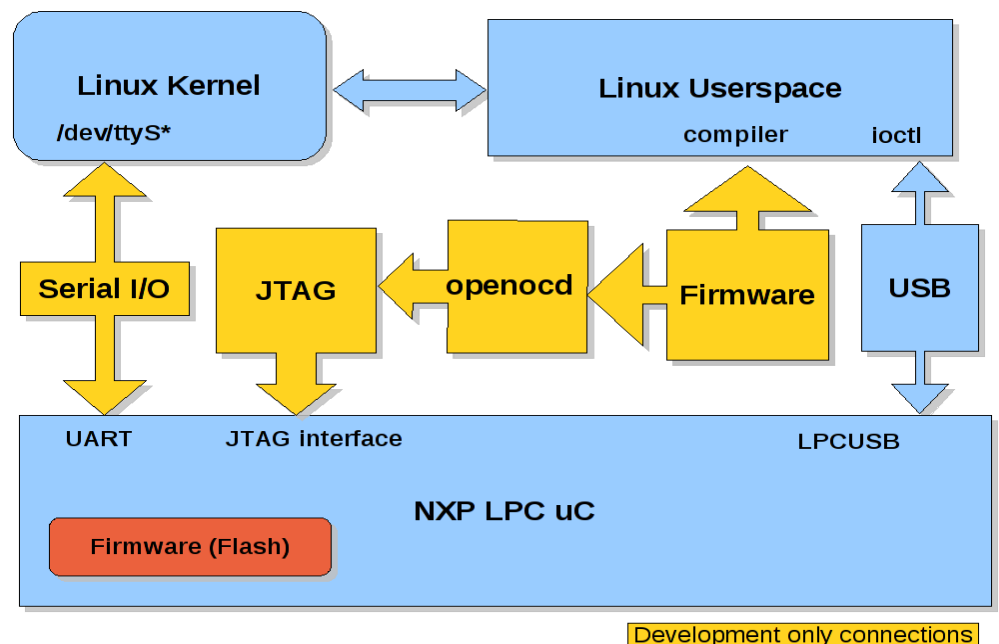 Linux Kernel
/dev/ttyS*
Linux Userspace
compiler
ioctl
Serial I/O
JTAG
openocd
Firmware
USB
UART
JTAG interface
LPCUSB
NXP LPC uC
Firmware (Flash)
Development only connections